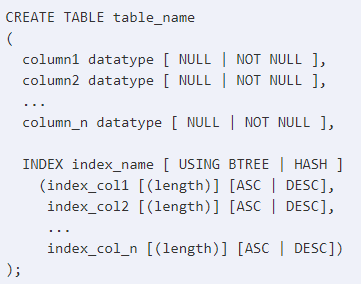 CREATE TABLE table_name
(
  column1 datatype [ NULL | NOT NULL ],
  column2 datatype [ NULL | NOT NULL ],
  ...
  column_n datatype [ NULL | NOT NULL ],
  INDEX index_name [ USING BTREE | HASH ]
    (index_col1 [(length)] [ASC | DESC],
     index_col2 [(length)] [ASC | DESC],
     ...
     index_col_n [(length)] [ASC | DESC])
);